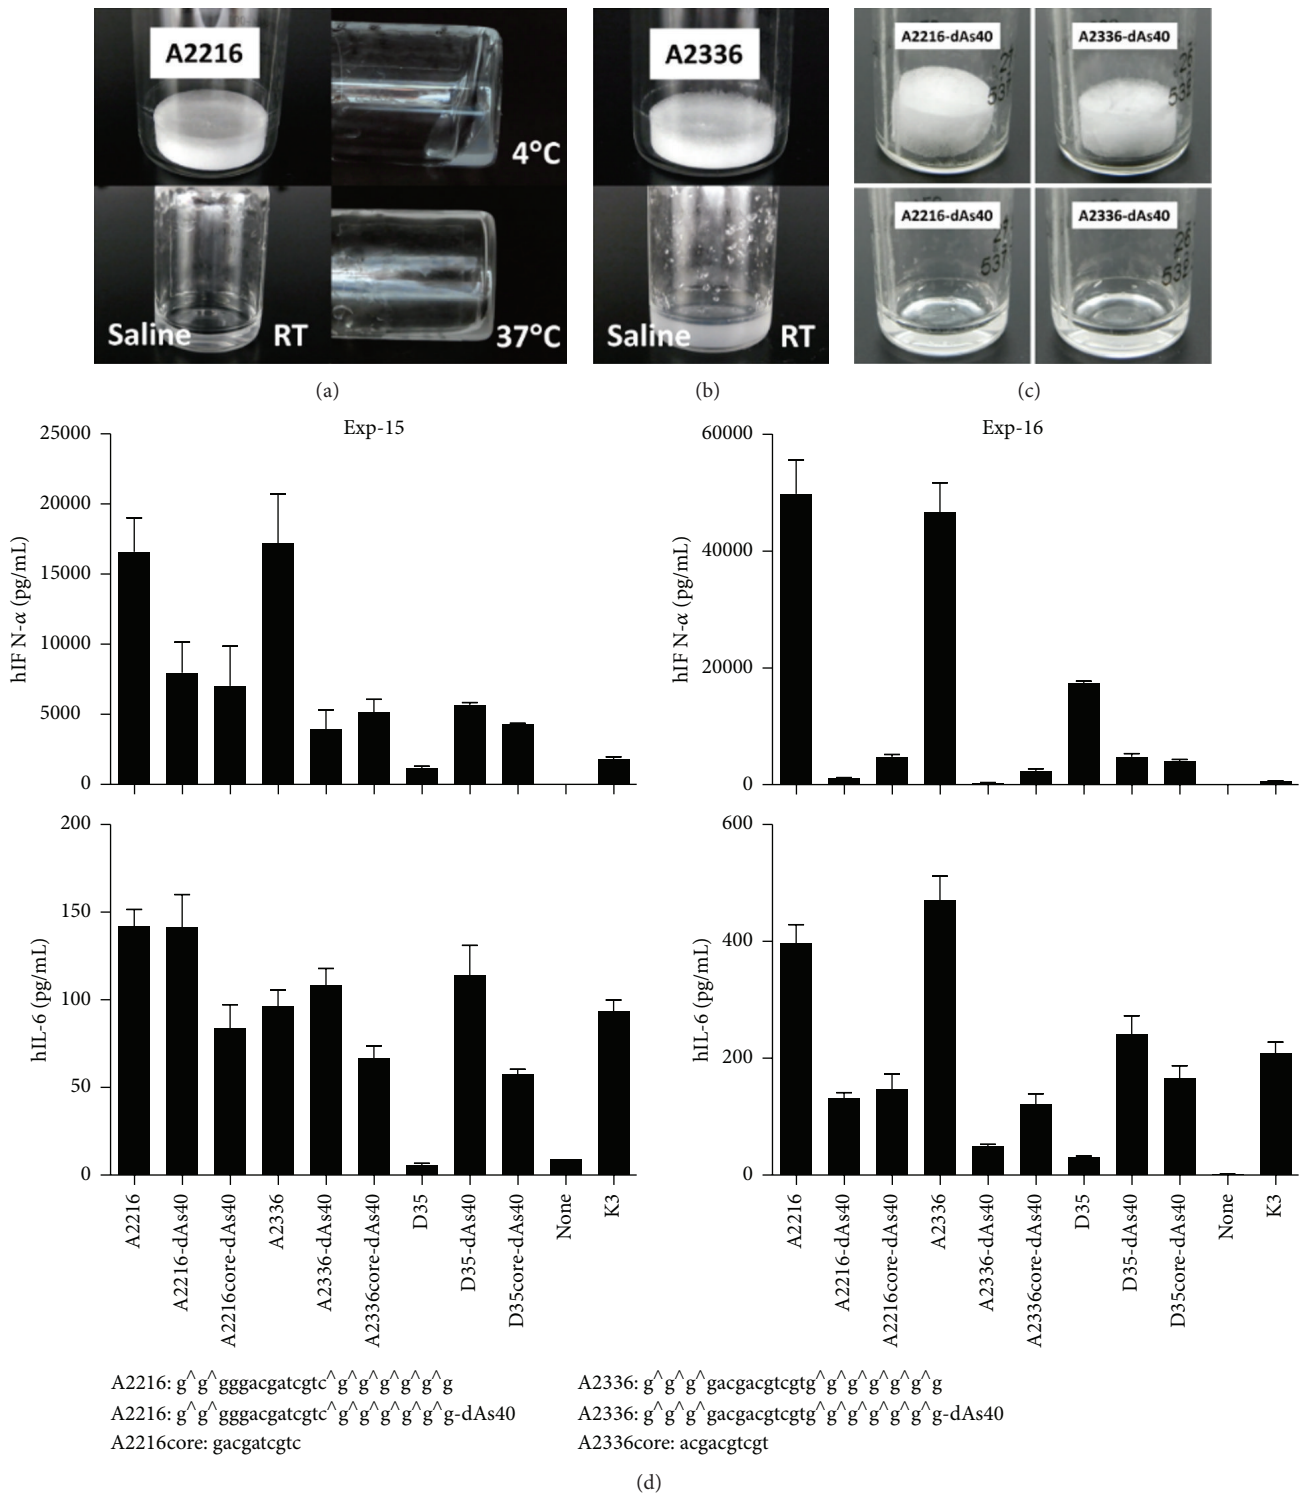 A2216
4°C
Saline RT
37°C
A2336
Saline RT
A2216-dAs40
A2336-dAs40
A2216-dAs40
A2336-dAs40
(a)
(b)
(c)
Exp-15
25000
20000
15000
10000
5000
0
hIF N-α (pg/mL)
Exp-16
60000
40000
20000
0
hIF N-α (pg/mL)
200
150
100
50
0
hIL-6 (pg/mL)
A2216
A2216-dAs40
A2216core-dAs40
A2336
A2336-dAs40
A2336core-dAs40
D35
D35-dAs40
D35core-dAs40
None
K3
600
400
200
0
hIL-6 (pg/mL)
A2216
A2216-dAs40
A2216core-dAs40
A2336
A2336-dAs40
A2336core-dAs40
D35
D35-dAs40
D35core-dAs40
None
K3
A2216: g^g^gggacgatcgtc^g^g^g^g^g^g
A2216: g^g^gggacgatcgtc^g^g^g^g^g^g-dAs40
A2216core: gacgatcgtc
A2336: g^g^g^gacgacgtcgtg^g^g^g^g^g^g
A2336: g^g^g^gacgacgtcgtg^g^g^g^g^g^g-dAs40
A2336core: acgacgtcgt
(d)